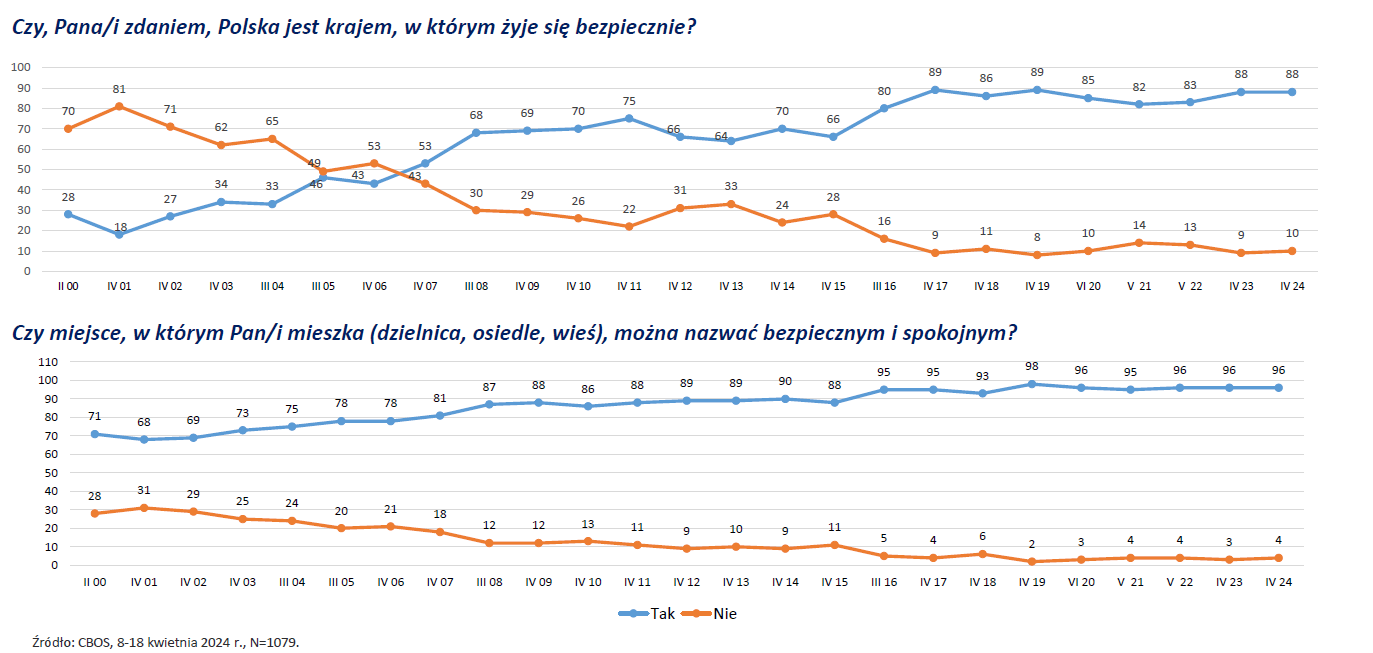 Czy, Pana/i zdaniem, Polska jest krajem, w którym żyje się bezpiecznie?
100
90
80
70
60
50
40
30
20
10
0
70 81 71 62 65 49 53 43 30 29 26 22 31 33 24 28 16 9 11 8 10 14 13 9 10
28 18 27 34 33 46 43 53 68 69 70 75 66 64 70 66 80 89 86 89 85 82 83 88 88
II 00 IV 01 IV 02 IV 03 III 04 III 05 IV 06 IV 07 III 08 IV 09 IV 10 IV 11 IV 12 IV 13 IV 14 IV 15 III 16 IV 17 IV 18 IV 19 VI 20 V 21 V 22 IV 23 IV 24
Czy miejsce, w którym Pan/i mieszka (dzielnica, osiedle, wieś), można nazwać bezpiecznym i spokojnym?
110
100
90
80
70
60
50
40
30
20
10
0
71 68 69 73 75 78 78 81 87 88 86 88 89 89 90 88 95 95 93 98 96 95 96 96 96
28 31 29 25 24 20 21 18 12 12 13 11 9 10 9 11 5 4 6 2 3 4 4 3 4
II 00 IV 01 IV 02 IV 03 III 04 III 05 IV 06 IV 07 III 08 IV 09 IV 10 IV 11 IV 12 IV 13 IV 14 IV 15 III 16 IV 17 IV 18 IV 19 VI 20 V 21 V 22 IV 23 IV 24
Tak Nie
Źródło: CBOS, 8-18 kwietnia 2024 r., N=1079.